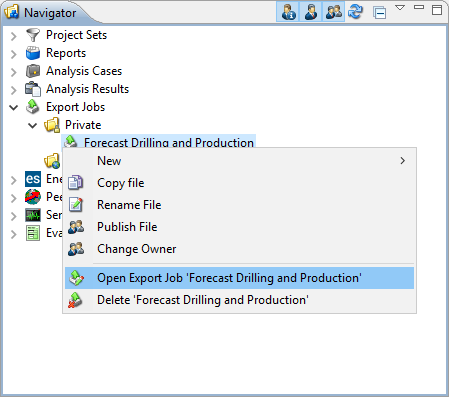 Navigator
Project Sets
Reports
Analysis Cases
Analysis Results
Export Jobs
Private
Forecast Drilling and Production
New
es Ene
Copy file
Pee
Rename File
Ser
Publish File
Eva
Change Owner
Open Export Job 'Forecast Drilling and Production'
Delete 'Forecast Drilling and Production'